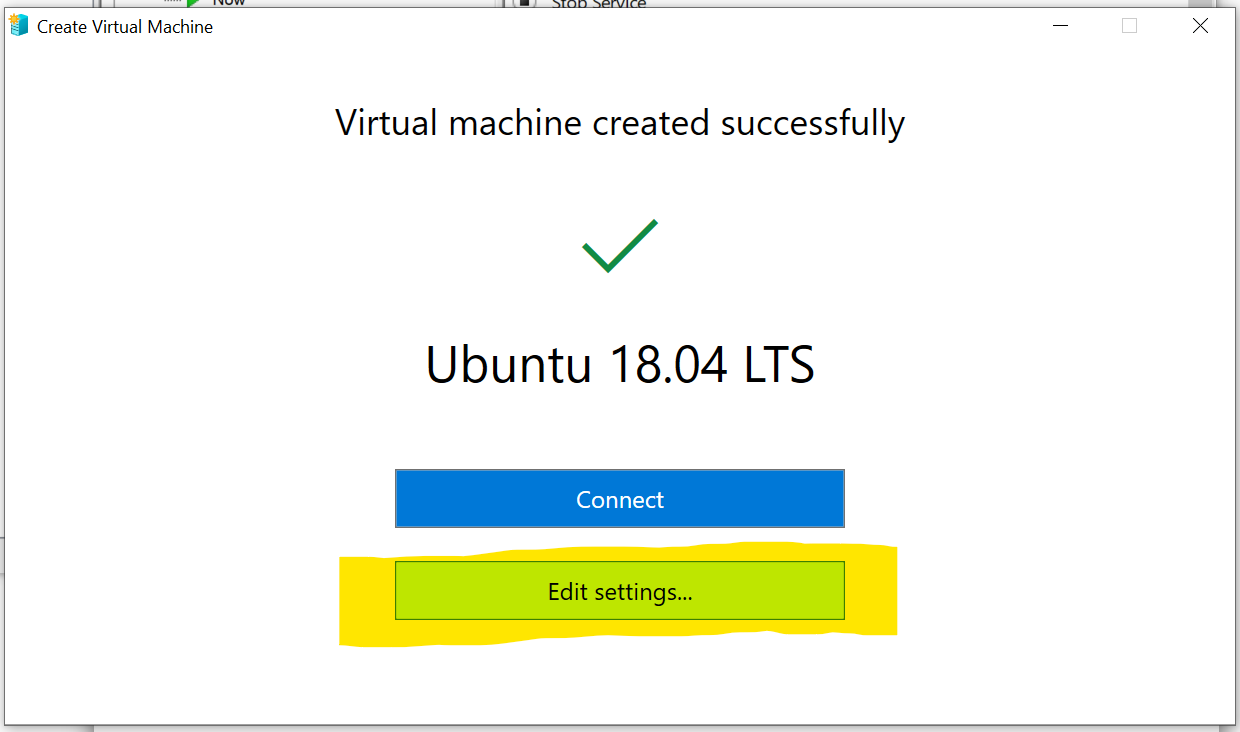 Now
Stop Service
Create Virtual Machine
Virtual machine created successfully
Ubuntu 18.04 LTS
Connect
Edit settings...